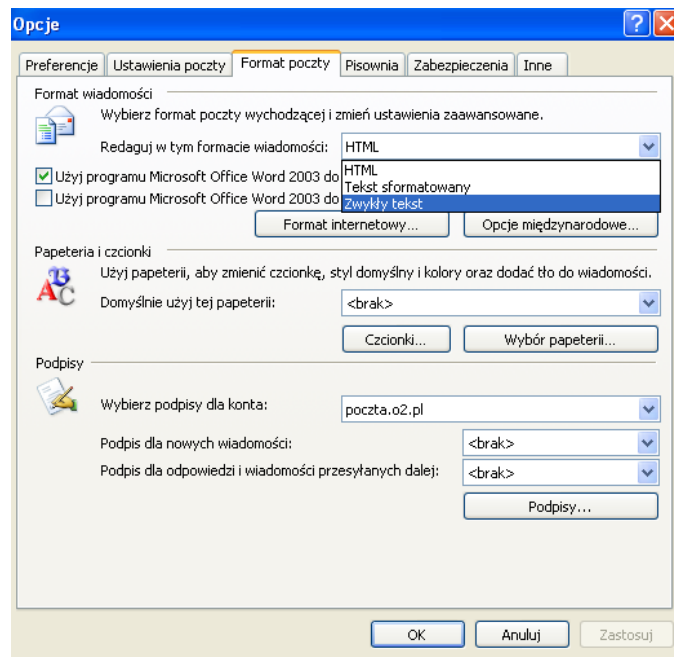 Opcje
Preferencje Ustawienia poczty Format poczty Pisownia Zabezpieczenia Inne
Format wiadomości
Wybierz format poczty wychodzącej i zmień ustawienia zaawansowane.
Redaguj w tym formacie wiadomości: HTML
HTML
Użyj programu Microsoft Office Word 2003 do
Tekst sformatowany
Użyj programu Microsoft Office Word 2003 do
Zwykły tekst
Format internetowy... Opcje międzynarodowe...
Papeteria i czcionki
Użyj papeterii, aby zmienić czcionkę, styl domyślny i kolory oraz dodać tło do wiadomości.
Domyślnie użyj tej papeterii: <brak>
Czcionki... Wybór papeterii...
Podpisy
Wybierz podpisy dla konta: poczta.o2.pl
Podpis dla nowych wiadomości: <brak>
Podpis dla odpowiedzi i wiadomości przesyłanych dalej: <brak>
Podpisy...
OK Anuluj Zastosuj